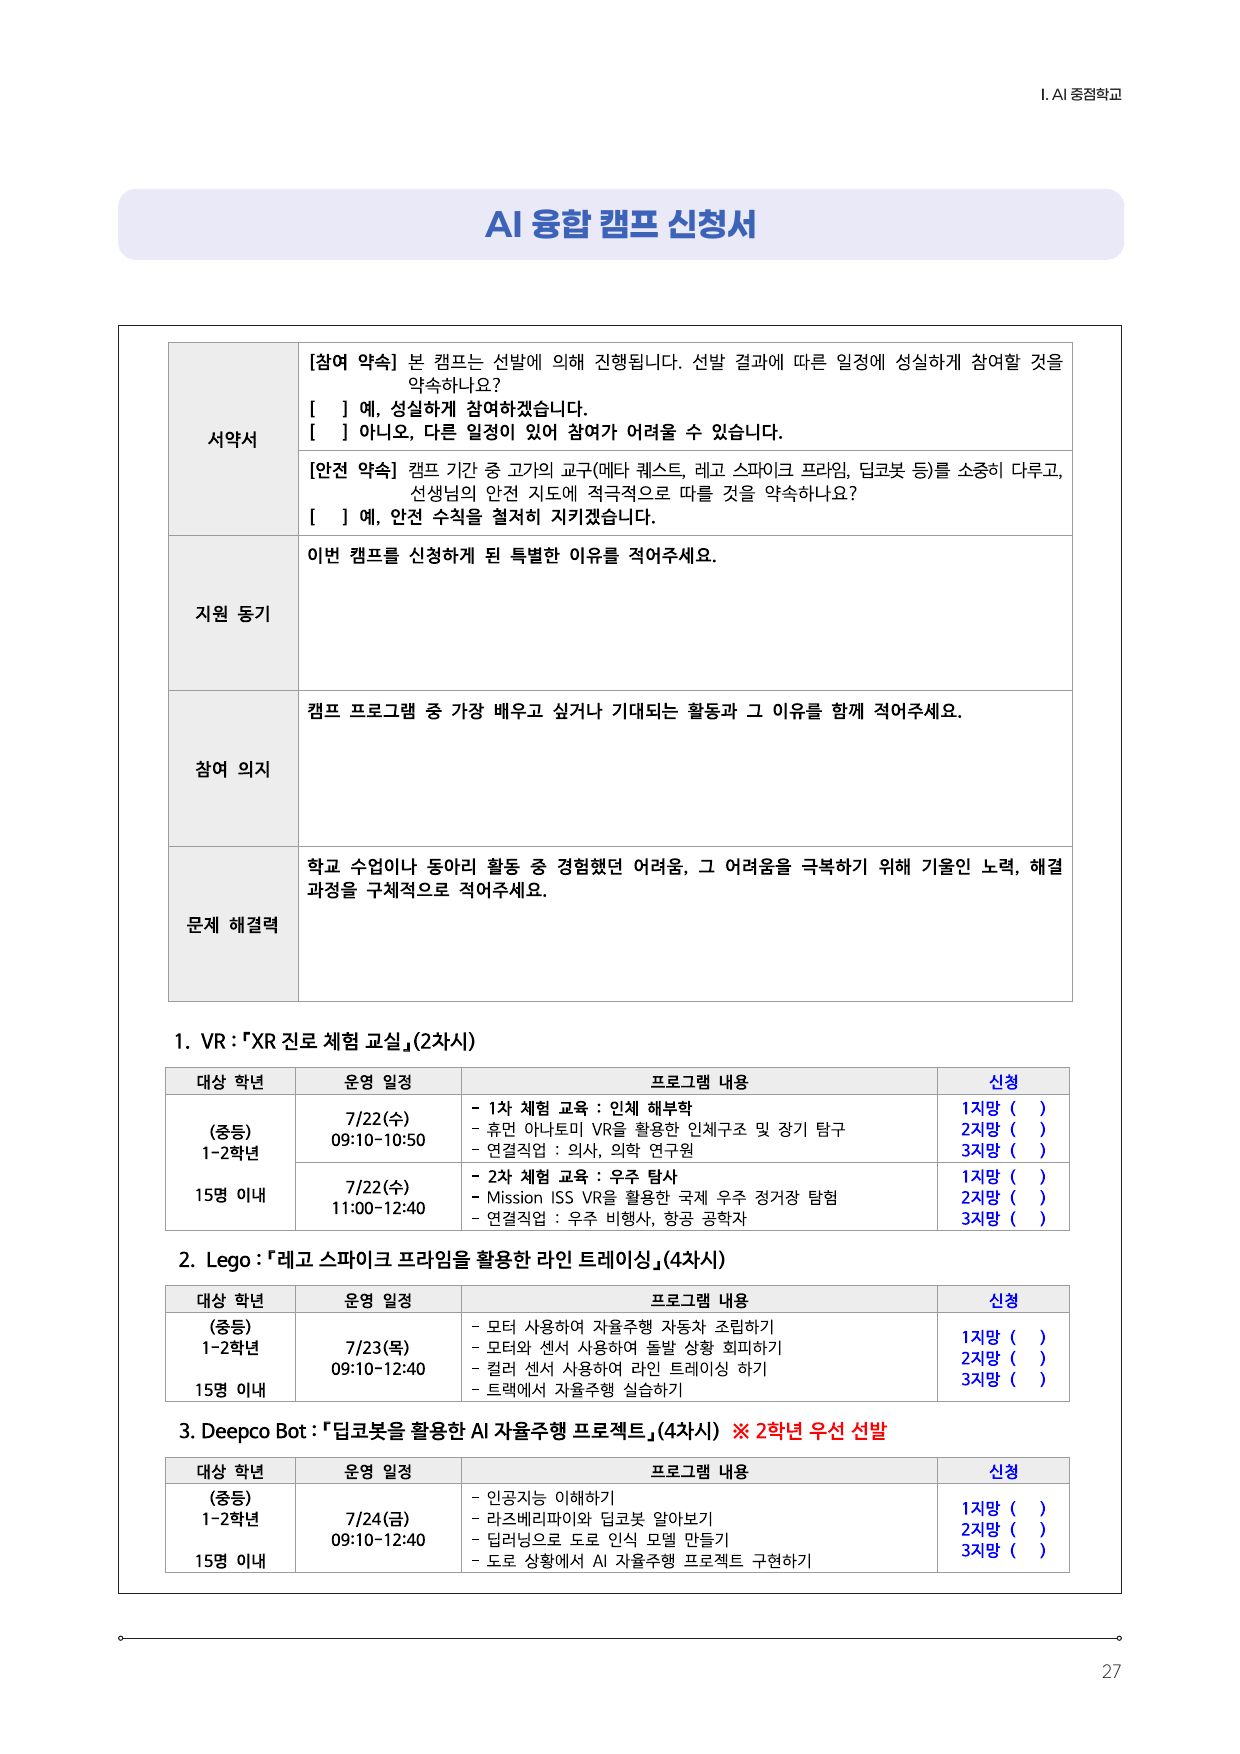 Ⅰ. AI 중점학교
AI 융합 캠프 신청서
서약서
[참여 약속] 본 캠프는 선발에 의해 진행됩니다. 선발 결과에 따른 일정에 성실하게 참여할 것을
약속하나요?
[ ] 예, 성실하게 참여하겠습니다.
[ ] 아니오, 다른 일정이 있어 참여가 어려울 수 있습니다.
[안전 약속] 캠프 기간 중 고가의 교구(메타 퀘스트, 레고 스파이크 프라임, 딥코봇 등)를 소중히 다루고,
선생님의 안전 지도에 적극적으로 따를 것을 약속하나요?
[ ] 예, 안전 수칙을 철저히 지키겠습니다.
지원 동기
이번 캠프를 신청하게 된 특별한 이유를 적어주세요.
참여 의지
캠프 프로그램 중 가장 배우고 싶거나 기대되는 활동과 그 이유를 함께 적어주세요.
문제 해결력
학교 수업이나 동아리 활동 중 경험했던 어려움, 그 어려움을 극복하기 위해 기울인 노력, 해결
과정을 구체적으로 적어주세요.
1. VR : 『XR 진로 체험 교실』(2차시)
대상 학년 운영 일정 프로그램 내용 신청
(중등)
1-2학년
15명 이내
7/22(수)
09:10-10:50
- 1차 체험 교육 : 인체 해부학
- 휴먼 아나토미 VR을 활용한 인체구조 및 장기 탐구
- 연결직업 : 의사, 의학 연구원
1지망 ( )
2지망 ( )
3지망 ( )
7/22(수)
11:00-12:40
- 2차 체험 교육 : 우주 탐사
- Mission ISS VR을 활용한 국제 우주 정거장 탐험
- 연결직업 : 우주 비행사, 항공 공학자
1지망 ( )
2지망 ( )
3지망 ( )
2. Lego : 『레고 스파이크 프라임을 활용한 라인 트레이싱』(4차시)
대상 학년 운영 일정 프로그램 내용 신청
(중등)
1-2학년
15명 이내
7/23(목)
09:10-12:40
- 모터 사용하여 자율주행 자동차 조립하기
- 모터와 센서 사용하여 돌발 상황 회피하기
- 컬러 센서 사용하여 라인 트레이싱 하기
- 트랙에서 자율주행 실습하기
1지망 ( )
2지망 ( )
3지망 ( )
3. Deepco Bot : 『딥코봇을 활용한 AI 자율주행 프로젝트』(4차시) ※ 2학년 우선 선발
대상 학년 운영 일정 프로그램 내용 신청
(중등)
1-2학년
15명 이내
7/24(금)
09:10-12:40
- 인공지능 이해하기
- 라즈베리파이와 딥코봇 알아보기
- 딥러닝으로 도로 인식 모델 만들기
- 도로 상황에서 AI 자율주행 프로젝트 구현하기
1지망 ( )
2지망 ( )
3지망 ( )
27